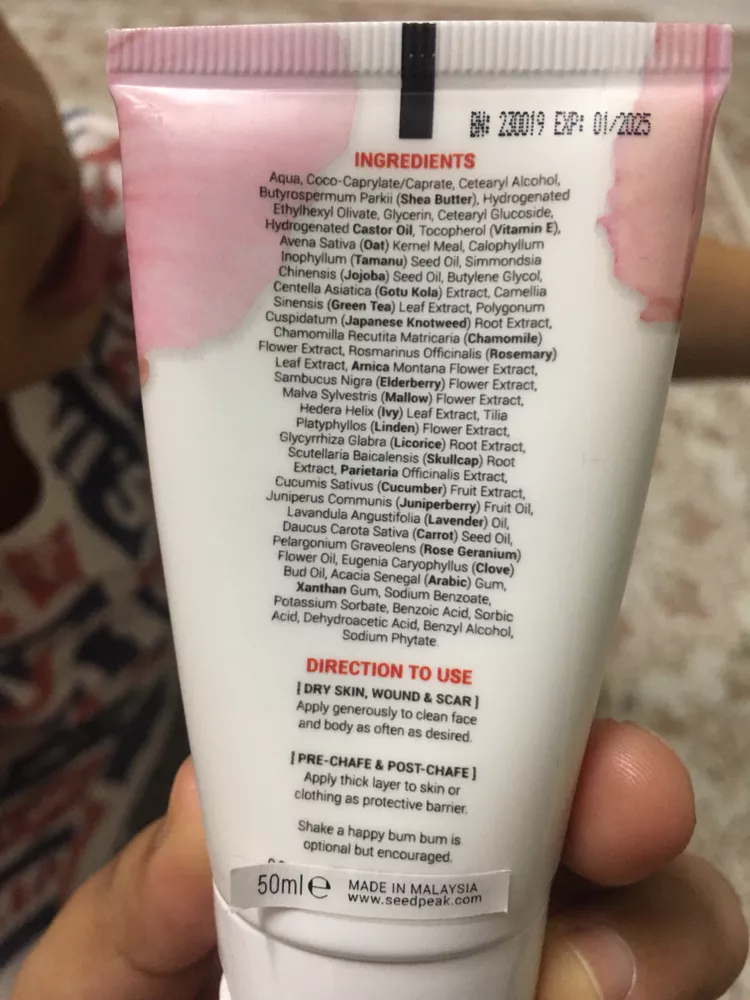 BN: 230019 EXP: 01/2025
INGREDIENTS
Aqua, Coco-Caprylate/Caprate, Cetearyl Alcohol,
Butyrospermum Parkii (Shea Butter), Hydrogenated
Ethylhexyl Olivate, Glycerin, Cetearyl Glucoside,
Hydrogenated Castor Oil, Tocopherol (Vitamin E),
Avena Sativa (Oat) Kernel Meal, Calophyllum
Inophyllum (Tamanu) Seed Oil, Simmondsia
Chinensis (Jojoba) Seed Oil, Butylene Glycol,
Centella Asiatica (Gotu Kola) Extract, Camellia
Sinensis (Green Tea) Leaf Extract, Polygonum
Cuspidatum (Japanese Knotweed) Root Extract,
Chamomilla Recutita Matricaria (Chamomile)
Flower Extract, Rosmarinus Officinalis (Rosemary)
Leaf Extract, Arnica Montana Flower Extract,
Sambucus Nigra (Elderberry) Flower Extract,
Malva Sylvestris (Mallow) Flower Extract,
Hedera Helix (Ivy) Leaf Extract, Tilia
Platyphyllos (Linden) Flower Extract,
Glycyrrhiza Glabra (Licorice) Root Extract,
Scutellaria Baicalensis (Skullcap) Root
Extract, Parietaria Officinalis Extract,
Cucumis Sativus (Cucumber) Fruit Extract,
Juniperus Communis (Juniperberry) Fruit Oil,
Lavandula Angustifolia (Lavender) Oil,
Daucus Carota Sativa (Carrot) Seed Oil,
Pelargonium Graveolens (Rose Geranium)
Flower Oil, Eugenia Caryophyllus (Clove)
Bud Oil, Acacia Senegal (Arabic) Gum,
Xanthan Gum, Sodium Benzoate,
Potassium Sorbate, Benzoic Acid, Sorbic
Acid, Dehydroacetic Acid, Benzyl Alcohol,
Sodium Phytate.
DIRECTION TO USE
[ DRY SKIN, WOUND & SCAR ]
Apply generously to clean face
and body as often as desired.
[ PRE-CHAFE & POST-CHAFE ]
Apply thick layer to skin or
clothing as protective barrier.
Shake a happy bum bum is
optional but encouraged.
50ml℮ MADE IN MALAYSIA
www.seedpeak.com